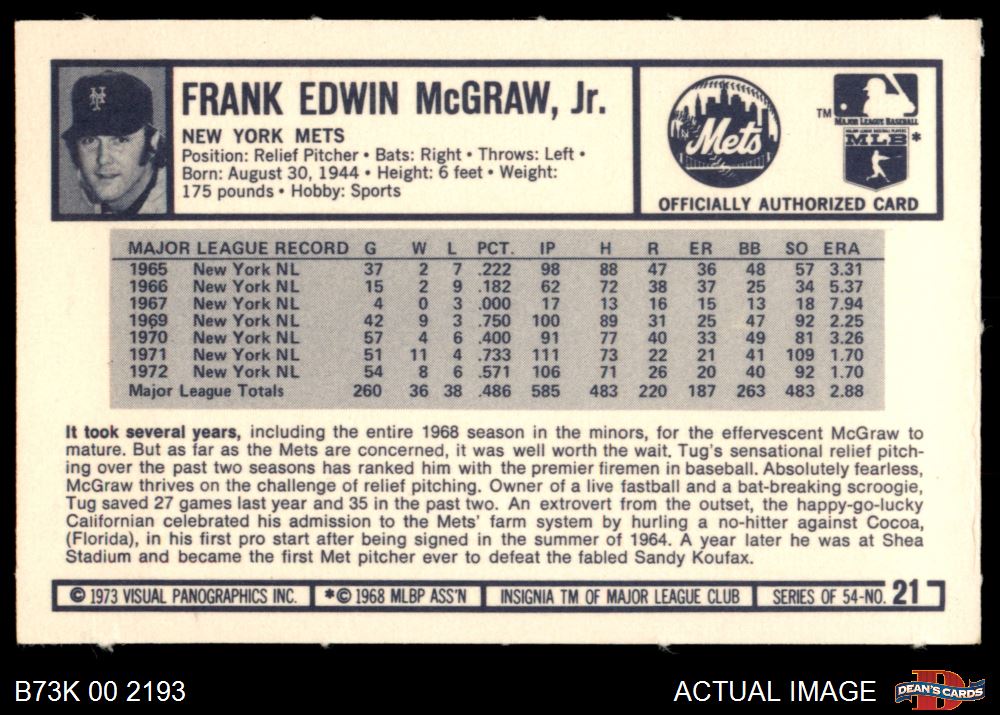 FRANK EDWIN McGRAW, Jr.
NEW YORK METS
Position: Relief Pitcher • Bats: Right • Throws: Left •
Born: August 30, 1944 • Height: 6 feet • Weight:
175 pounds • Hobby: Sports
NY
Mets
TM
MAJOR LEAGUE BASEBALL
MAJOR LEAGUE BASEBALL PLAYERS
MLB *
OFFICIALLY AUTHORIZED CARD
MAJOR LEAGUE RECORD G W L PCT. IP H R ER BB SO ERA
1965 New York NL 37 2 7 .222 98 88 47 36 48 57 3.31
1966 New York NL 15 2 9 .182 62 72 38 37 25 34 5.37
1967 New York NL 4 0 3 .000 17 13 16 15 13 18 7.94
1969 New York NL 42 9 3 .750 100 89 31 25 47 92 2.25
1970 New York NL 57 4 6 .400 91 77 40 33 49 81 3.26
1971 New York NL 51 11 4 .733 111 73 22 21 41 109 1.70
1972 New York NL 54 8 6 .571 106 71 26 20 40 92 1.70
Major League Totals 260 36 38 .486 585 483 220 187 263 483 2.88
It took several years, including the entire 1968 season in the minors, for the effervescent McGraw to
mature. But as far as the Mets are concerned, it was well worth the wait. Tug's sensational relief pitch-
ing over the past two seasons has ranked him with the premier firemen in baseball. Absolutely fearless,
McGraw thrives on the challenge of relief pitching. Owner of a live fastball and a bat-breaking scroogie,
Tug saved 27 games last year and 35 in the past two. An extrovert from the outset, the happy-go-lucky
Californian celebrated his admission to the Mets' farm system by hurling a no-hitter against Cocoa,
(Florida), in his first pro start after being signed in the summer of 1964. A year later he was at Shea
Stadium and became the first Met pitcher ever to defeat the fabled Sandy Koufax.
© 1973 VISUAL PANOGRAPHICS INC. *© 1968 MLBP ASS'N INSIGNIA TM OF MAJOR LEAGUE CLUB SERIES OF 54-NO. 21
B73K 00 2193
ACTUAL IMAGE
DEAN'S CARDS